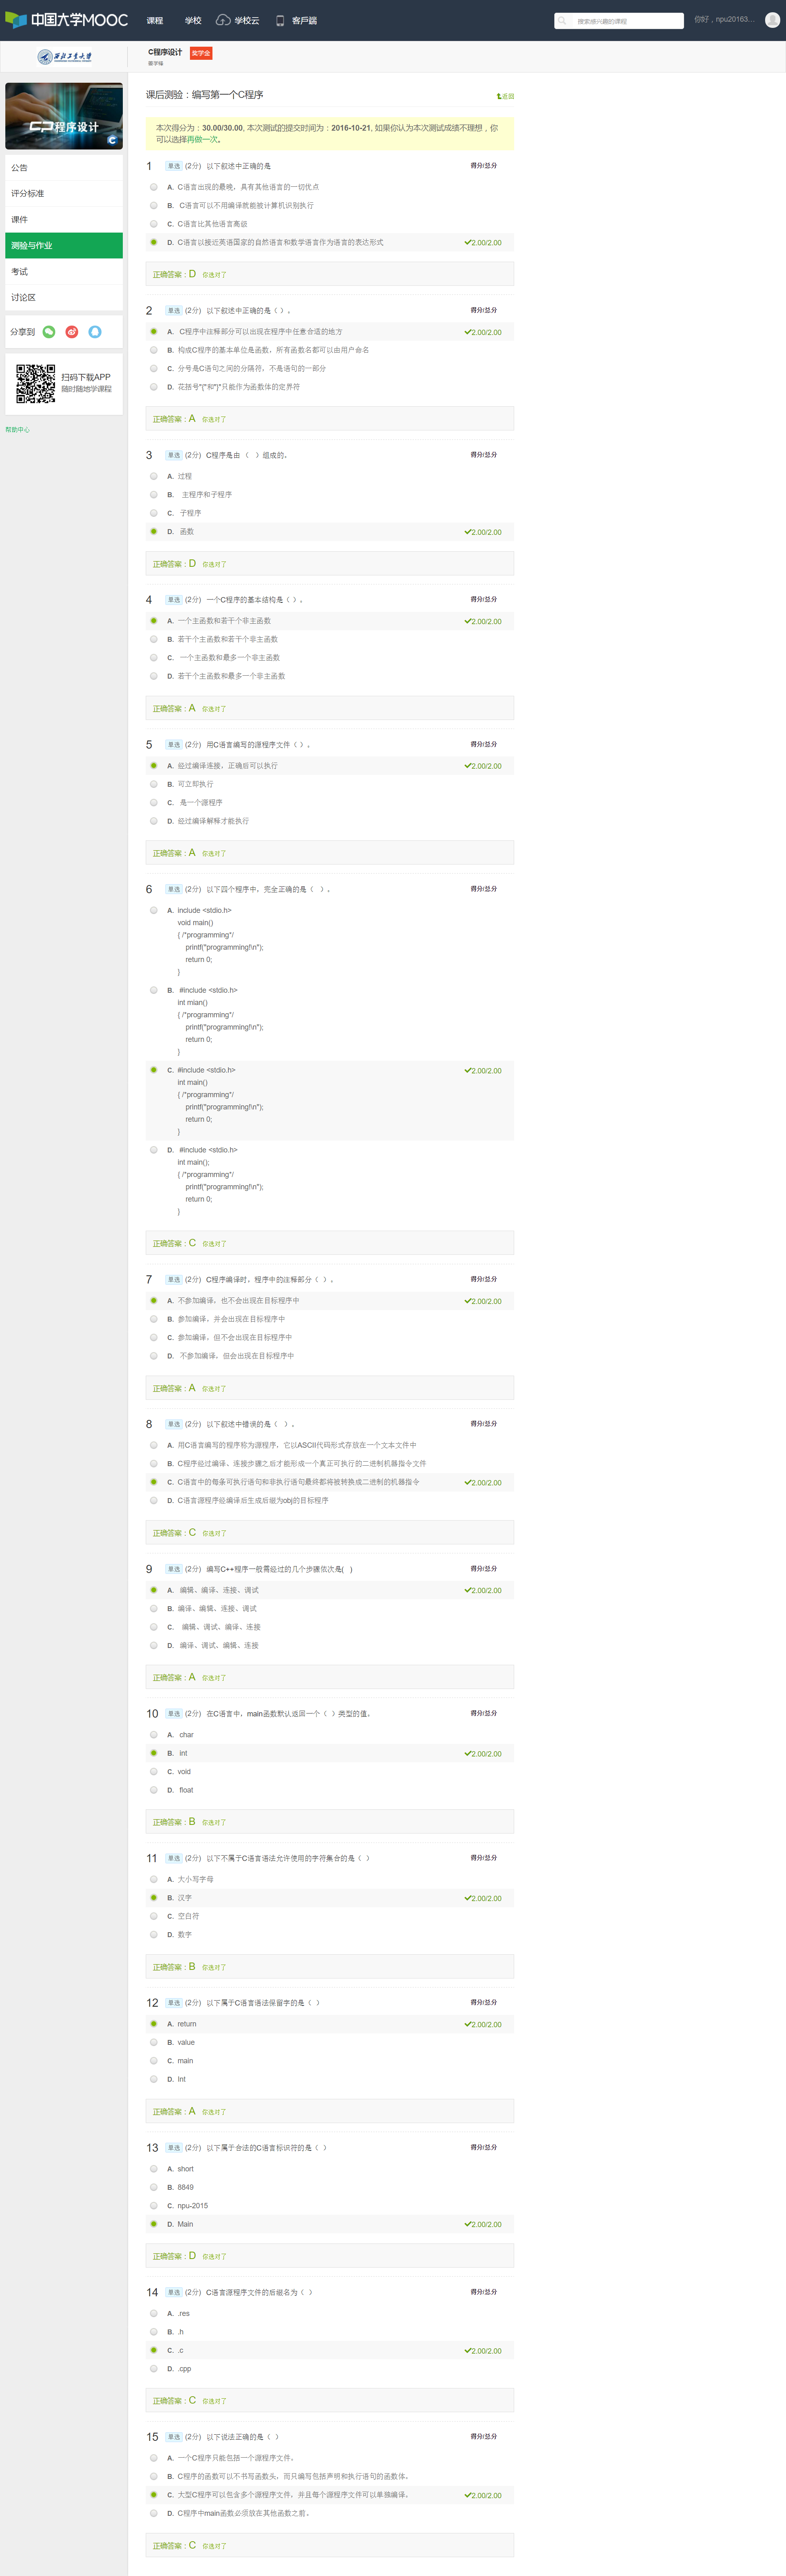 中国大学MOOC 课程 学校 学校云 客户端 搜索感兴趣的课程 你好，npu20163...
西北工业大学 C程序设计 奖学金
C程序设计
公告
评分标准
课件
测验与作业
考试
讨论区
分享到
扫码下载APP
随时随地学课程
帮助中心
课后测验：编写第一个C程序 返回
本次得分为：30.00/30.00, 本次测试的提交时间为：2016-10-21, 如果你认为本次测试成绩不理想，你
可以选择再做一次。
1 单选 (2分) 以下叙述中正确的是 得分/总分
A. C语言出现的最晚，具有其他语言的一切优点
B. C语言可以不用编译就能被计算机识别执行
C. C语言比其他语言高级
D. C语言以接近英语国家的自然语言和数学语言作为语言的表达形式 2.00/2.00
正确答案：D 你选对了
2 单选 (2分) 以下叙述中正确的是 ( ) 。 得分/总分
A. C程序中注释部分可以出现在程序中任意合适的地方 2.00/2.00
B. 构成C程序的基本单位是函数，所有函数名都可以由用户命名
C. 分号是C语句之间的分隔符，不是语句的一部分
D. 花括号"{"和"}"只能作为函数体的定界符
正确答案：A 你选对了
3 单选 (2分) C程序是由 （ ）组成的。 得分/总分
A. 过程
B. 主程序和子程序
C. 子程序
D. 函数 2.00/2.00
正确答案：D 你选对了
4 单选 (2分) 一个C程序的基本结构是 ( ) 。 得分/总分
A. 一个主函数和若干个非主函数 2.00/2.00
B. 若干个主函数和若干个非主函数
C. 一个主函数和最多一个非主函数
D. 若干个主函数和最多一个非主函数
正确答案：A 你选对了
5 单选 (2分) 用C语言编写的源程序文件 ( ) 。 得分/总分
A. 经过编译连接，正确后可以执行 2.00/2.00
B. 可立即执行
C. 是一个源程序
D. 经过编译解释才能执行
正确答案：A 你选对了
6 单选 (2分) 以下四个程序中，完全正确的是（ ）。 得分/总分
A. include <stdio.h>
void main()
{ /*programming*/
printf("programming!\n");
return 0;
}
B. #include <stdio.h>
int mian()
{ /*programming*/
printf("programming!\n");
return 0;
}
C. #include <stdio.h> 2.00/2.00
int main()
{ /*programming*/
printf("programming!\n");
return 0;
}
D. #include <stdio.h>
int main();
{ /*programming*/
printf("programming!\n");
return 0;
}
正确答案：C 你选对了
7 单选 (2分) C程序编译时，程序中的注释部分（ ）。 得分/总分
A. 不参加编译，也不会出现在目标程序中 2.00/2.00
B. 参加编译，并会出现在目标程序中
C. 参加编译，但不会出现在目标程序中
D. 不参加编译，但会出现在目标程序中
正确答案：A 你选对了
8 单选 (2分) 以下叙述中错误的是（ ）。 得分/总分
A. 用C语言编写的程序称为源程序，它以ASCII代码形式存放在一个文本文件中
B. C程序经过编译、连接步骤之后才能形成一个真正可执行的二进制机器指令文件
C. C语言中的每条可执行语句和非执行语句最终都将被转换成二进制的机器指令 2.00/2.00
D. C语言源程序经编译后生成后缀为obj的目标程序
正确答案：C 你选对了
9 单选 (2分) 编写C++程序一般需经过的几个步骤依次是( ) 得分/总分
A. 编辑、编译、连接、调试 2.00/2.00
B. 编译、编辑、连接、调试
C. 编辑、调试、编译、连接
D. 编译、调试、编辑、连接
正确答案：A 你选对了
10 单选 (2分) 在C语言中，main函数默认返回一个（ ）类型的值。 得分/总分
A. char
B. int 2.00/2.00
C. void
D. float
正确答案：B 你选对了
11 单选 (2分) 以下不属于C语言语法允许使用的字符集合的是（ ） 得分/总分
A. 大小写字母
B. 汉字 2.00/2.00
C. 空白符
D. 数字
正确答案：B 你选对了
12 单选 (2分) 以下属于C语言语法保留字的是（ ） 得分/总分
A. return 2.00/2.00
B. value
C. main
D. Int
正确答案：A 你选对了
13 单选 (2分) 以下属于合法的C语言标识符的是（ ） 得分/总分
A. short
B. 8849
C. npu-2015
D. Main 2.00/2.00
正确答案：D 你选对了
14 单选 (2分) C语言源程序文件的后缀名为（ ） 得分/总分
A. .res
B. .h
C. .c 2.00/2.00
D. .cpp
正确答案：C 你选对了
15 单选 (2分) 以下说法正确的是（ ） 得分/总分
A. 一个C程序只能包括一个源程序文件。
B. C程序的函数可以不书写函数头，而只编写包括声明和执行语句的函数体。
C. 大型C程序可以包含多个源程序文件，并且每个源程序文件可以单独编译。 2.00/2.00
D. C程序中main函数必须放在其他函数之前。
正确答案：C 你选对了